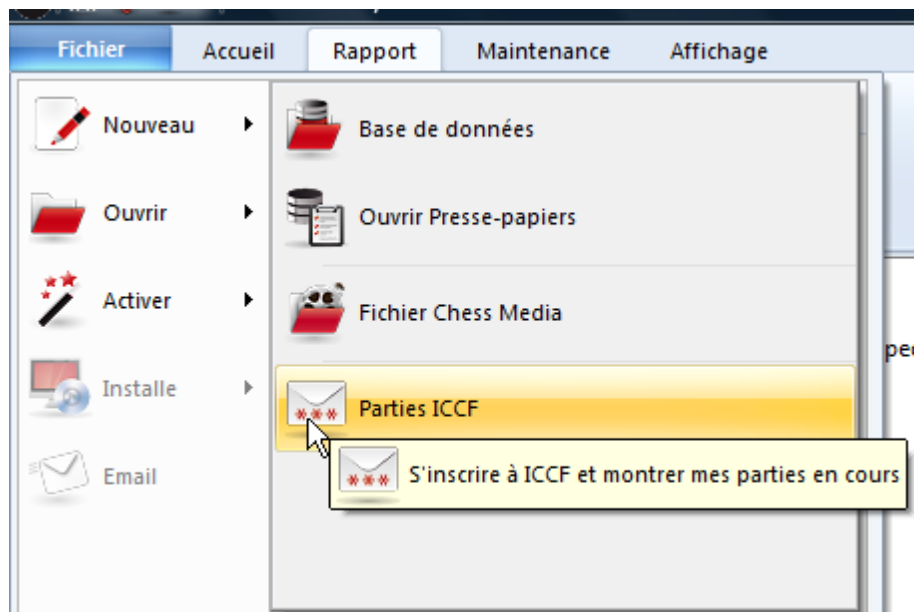 Fichier Accueil Rapport Maintenance Affichage
Nouveau
Ouvrir
Activer
Installe
Email
Base de données
Ouvrir Presse-papiers
Fichier Chess Media
Parties ICCF
S'inscrire à ICCF et montrer mes parties en cours